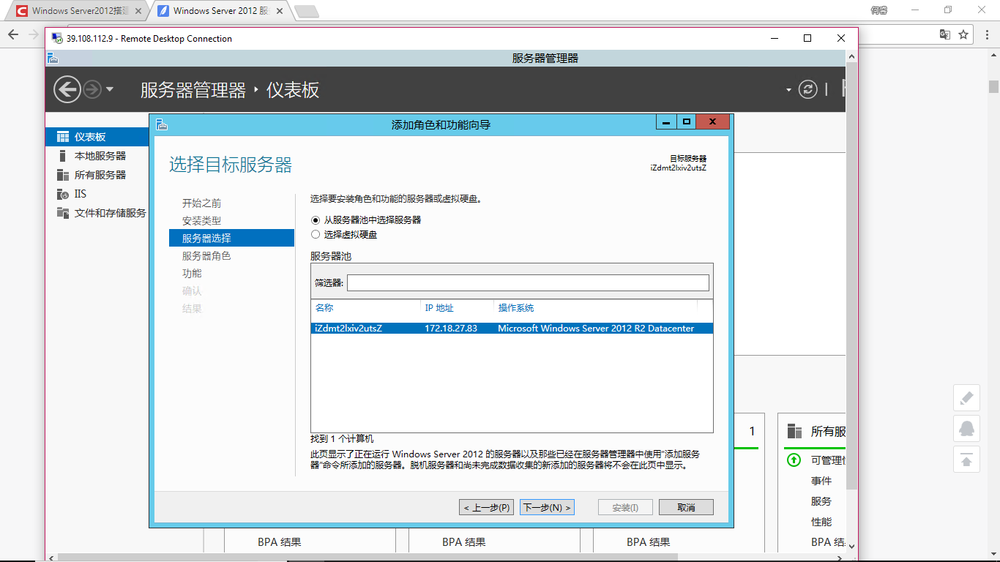 Windows Server2012搭建
Windows Server 2012 服
何睿
39.108.112.9 - Remote Desktop Connection
服务器管理器
服务器管理器 ‣ 仪表板
仪表板
本地服务器
所有服务器
IIS
文件和存储服务
添加角色和功能向导
选择目标服务器
目标服务器
iZdmt2lxiv2utsZ
开始之前
安装类型
服务器选择
服务器角色
功能
确认
结果
选择要安装角色和功能的服务器或虚拟硬盘。
从服务器池中选择服务器
选择虚拟硬盘
服务器池
筛选器:
名称 IP 地址 操作系统
iZdmt2lxiv2utsZ 172.18.27.83 Microsoft Windows Server 2012 R2 Datacenter
找到 1 个计算机
此页显示了正在运行 Windows Server 2012 的服务器以及那些已经在服务器管理器中使用"添加服务
器"命令所添加的服务器。脱机服务器和尚未完成数据收集的新添加的服务器将不会在此页中显示。
< 上一步(P) 下一步(N) > 安装(I) 取消
1
所有服
可管理性
事件
服务
性能
BPA 结
BPA 结果 BPA 结果 BPA 结果